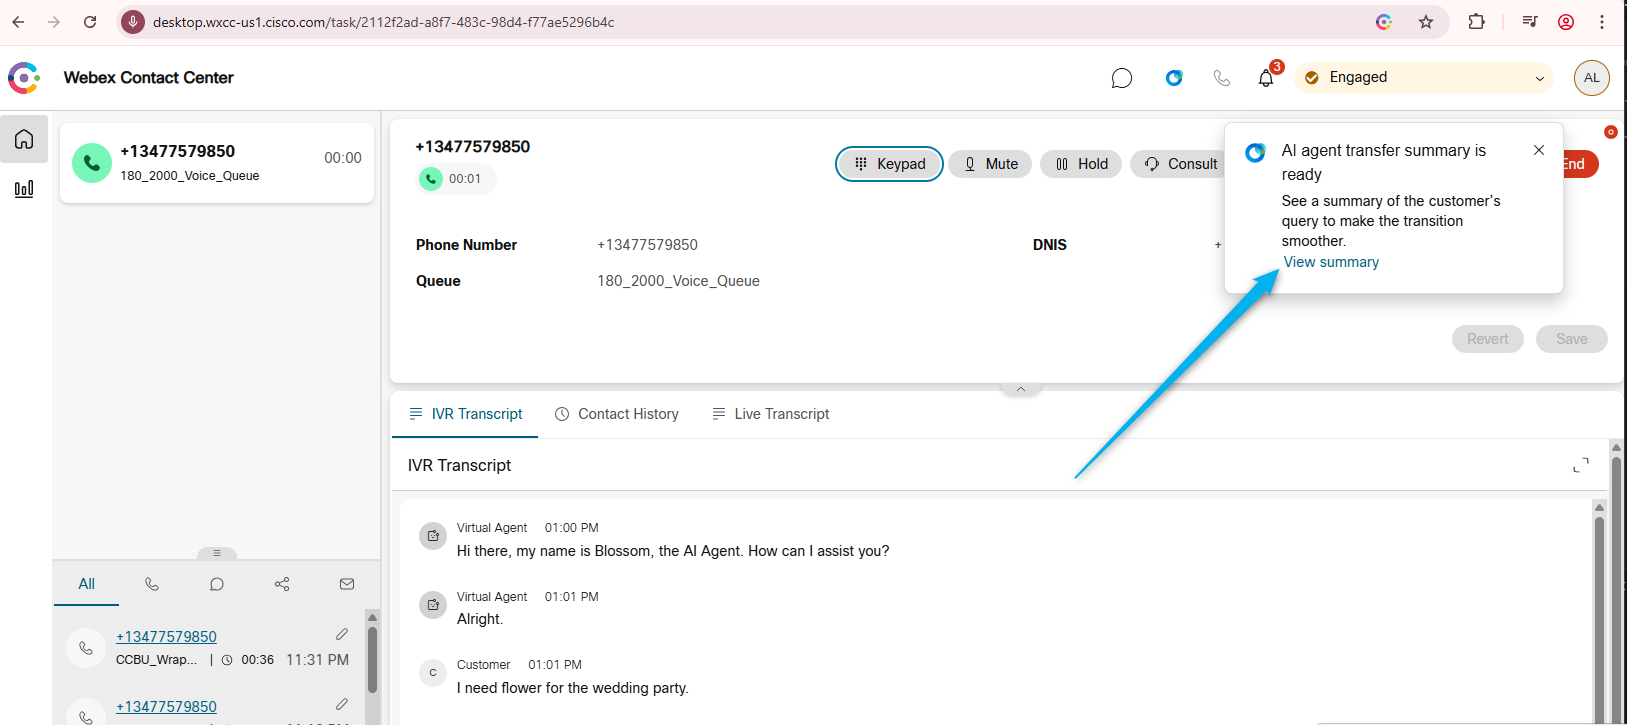 desktop.wxcc-us1.cisco.com/task/2112f2ad-a8f7-483c-98d4-f77ae5296b4c
Webex Contact Center
3
Engaged
AL
+13477579850
00:00
180_2000_Voice_Queue
+13477579850
00:01
Keypad
Mute
Hold
Consult
End
AI agent transfer summary is
ready
See a summary of the customer's
query to make the transition
smoother.
View summary
Phone Number
+13477579850
DNIS
+
Queue
180_2000_Voice_Queue
Revert
Save
IVR Transcript
Contact History
Live Transcript
IVR Transcript
Virtual Agent 01:00 PM
Hi there, my name is Blossom, the AI Agent. How can I assist you?
Virtual Agent 01:01 PM
Alright.
C
Customer 01:01 PM
I need flower for the wedding party.
All
+13477579850
CCBU_Wrap... | 00:36 11:31 PM
+13477579850